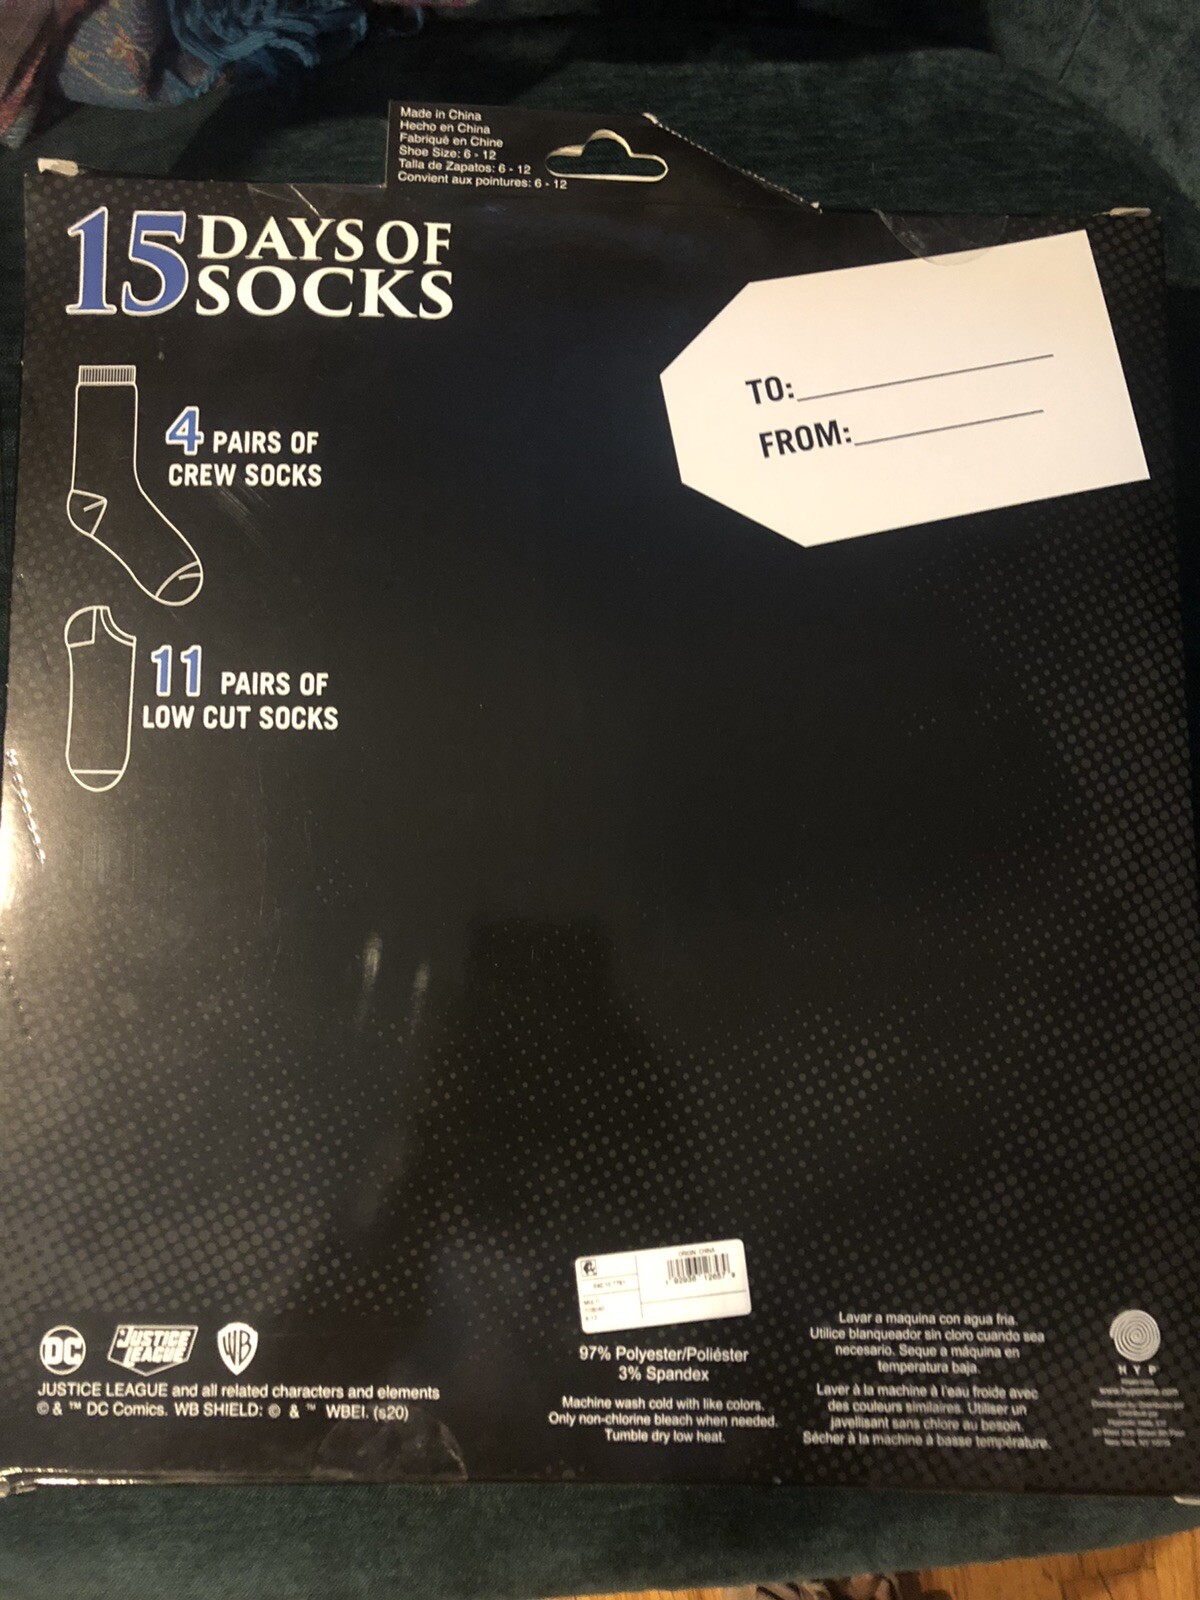 Made in China
Hecho en China
Fabriqué en Chine
Shoe Size: 6 - 12
Talla de Zapatos: 6 - 12
Convient aux pointures: 6 - 12
15 DAYS OF
SOCKS
TO:
FROM:
4 PAIRS OF
CREW SOCKS
11 PAIRS OF
LOW CUT SOCKS
ORIGIN CHINA
DC
JUSTICE
LEAGUE
WB
JUSTICE LEAGUE and all related characters and elements
© & ™ DC Comics. WB SHIELD: © & ™ WBEI. (s20)
97% Polyester/Poliéster
3% Spandex
Machine wash cold with like colors.
Only non-chlorine bleach when needed.
Tumble dry low heat.
Lavar a maquina con agua fria.
Utilice blanqueador sin cloro cuando sea
necesario. Seque a máquina en
temperatura baja.
Laver à la machine à l'eau froide avec
des couleurs similaires. Utiliser un
javellisant sans chlore au besoin.
Sécher à la machine à basse température.
HYP
New York, NY